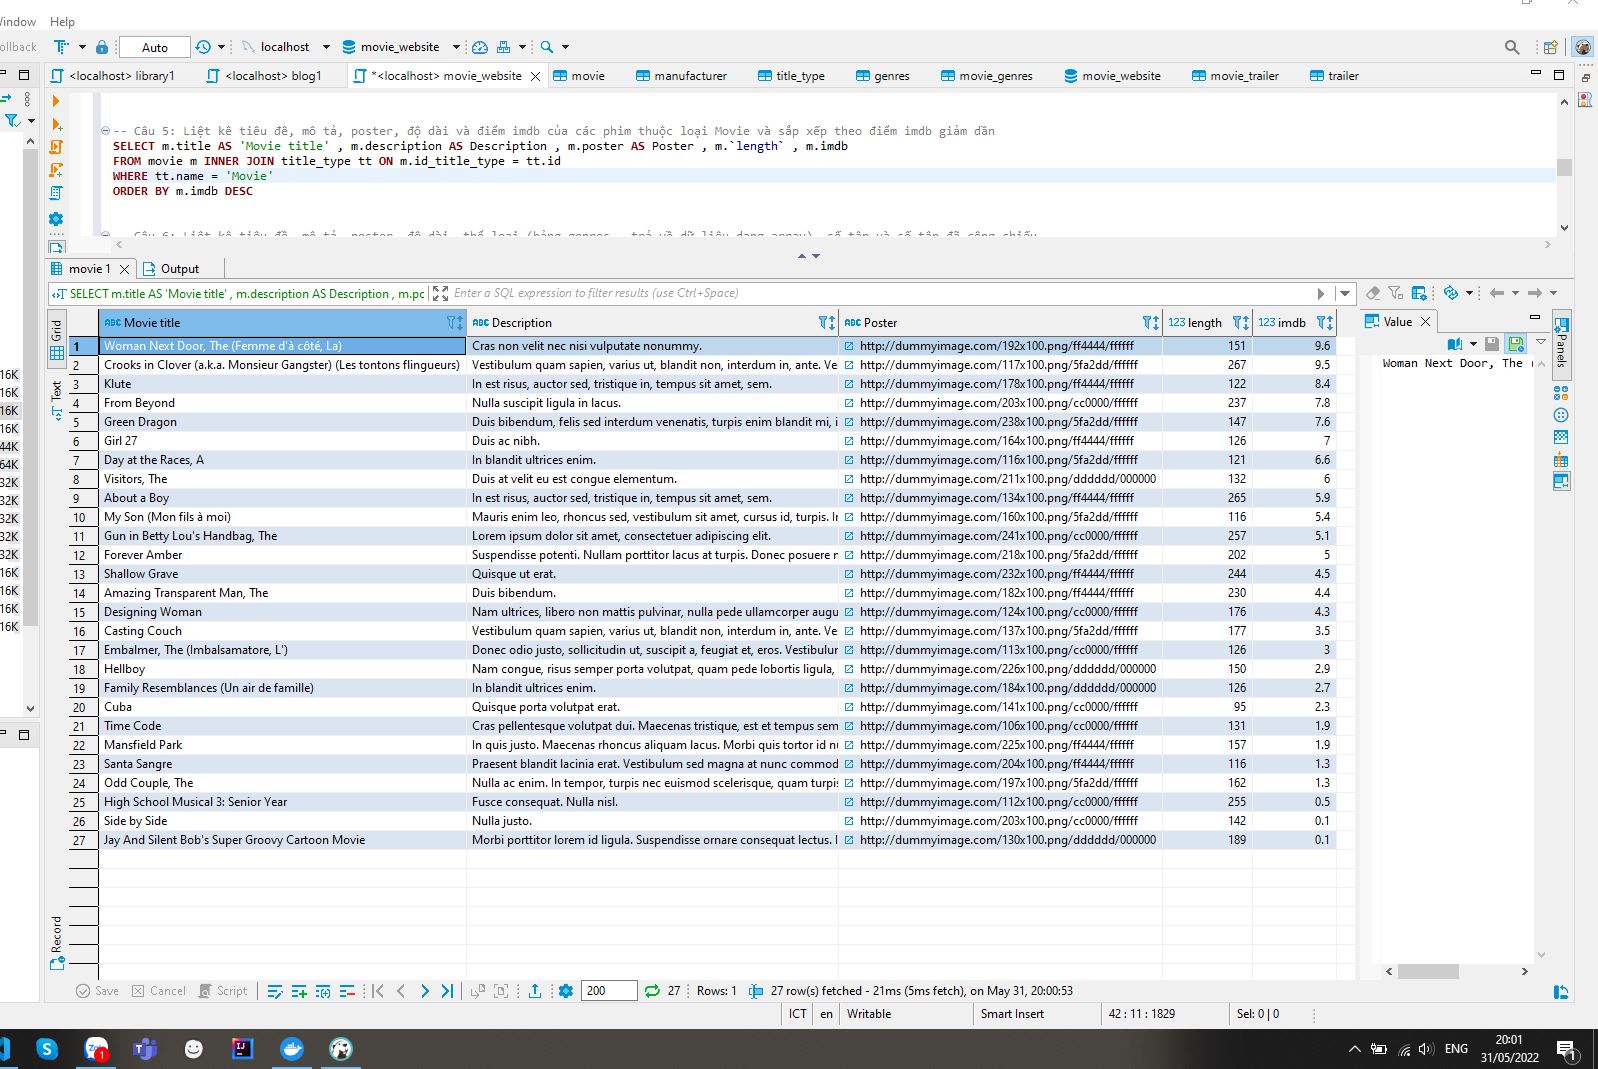 Window Help
ollback Auto localhost movie_website
<localhost> library1 <localhost> blog1 *<localhost> movie_website movie manufacturer title_type genres movie_genres movie_website movie_trailer trailer
-- Câu 5: Liệt kê tiêu đê, mô tả, poster, độ dài và điểm imdb của các phim thuộc loại Movie và sắp xếp theo điểm imdb giảm dần
SELECT m.title AS 'Movie title' , m.description AS Description , m.poster AS Poster , m.`length` , m.imdb
FROM movie m INNER JOIN title_type tt ON m.id_title_type = tt.id
WHERE tt.name = 'Movie'
ORDER BY m.imdb DESC
movie 1 Output
SELECT m.title AS 'Movie title' , m.description AS Description , m.pc Enter a SQL expression to filter results (use Ctrl+Space)
Grid Text Record
ABC Movie title ABC Description ABC Poster 123 length 123 imdb
1 Woman Next Door, The (Femme d'à côté, La) Cras non velit nec nisi vulputate nonummy. http://dummyimage.com/192x100.png/ff4444/ffffff 151 9.6
2 Crooks in Clover (a.k.a. Monsieur Gangster) (Les tontons flingueurs) Vestibulum quam sapien, varius ut, blandit non, interdum in, ante. Ve http://dummyimage.com/117x100.png/5fa2dd/ffffff 267 9.5
3 Klute In est risus, auctor sed, tristique in, tempus sit amet, sem. http://dummyimage.com/178x100.png/ff4444/ffffff 122 8.4
4 From Beyond Nulla suscipit ligula in lacus. http://dummyimage.com/203x100.png/cc0000/ffffff 237 7.8
5 Green Dragon Duis bibendum, felis sed interdum venenatis, turpis enim blandit mi, i http://dummyimage.com/238x100.png/5fa2dd/ffffff 147 7.6
6 Girl 27 Duis ac nibh. http://dummyimage.com/164x100.png/ff4444/ffffff 126 7
7 Day at the Races, A In blandit ultrices enim. http://dummyimage.com/116x100.png/5fa2dd/ffffff 121 6.6
8 Visitors, The Duis at velit eu est congue elementum. http://dummyimage.com/211x100.png/dddddd/000000 132 6
9 About a Boy In est risus, auctor sed, tristique in, tempus sit amet, sem. http://dummyimage.com/134x100.png/ff4444/ffffff 265 5.9
10 My Son (Mon fils à moi) Mauris enim leo, rhoncus sed, vestibulum sit amet, cursus id, turpis. Ir http://dummyimage.com/160x100.png/5fa2dd/ffffff 116 5.4
11 Gun in Betty Lou's Handbag, The Lorem ipsum dolor sit amet, consectetuer adipiscing elit. http://dummyimage.com/241x100.png/cc0000/ffffff 257 5.1
12 Forever Amber Suspendisse potenti. Nullam porttitor lacus at turpis. Donec posuere http://dummyimage.com/218x100.png/5fa2dd/ffffff 202 5
13 Shallow Grave Quisque ut erat. http://dummyimage.com/232x100.png/ff4444/ffffff 244 4.5
14 Amazing Transparent Man, The Duis bibendum. http://dummyimage.com/182x100.png/ff4444/ffffff 230 4.4
15 Designing Woman Nam ultrices, libero non mattis pulvinar, nulla pede ullamcorper augu http://dummyimage.com/124x100.png/cc0000/ffffff 176 4.3
16 Casting Couch Vestibulum quam sapien, varius ut, blandit non, interdum in, ante. Ve http://dummyimage.com/137x100.png/5fa2dd/ffffff 177 3.5
17 Embalmer, The (Imbalsamatore, L') Donec odio justo, sollicitudin ut, suscipit a, feugiat et, eros. Vestibulur http://dummyimage.com/113x100.png/cc0000/ffffff 126 3
18 Hellboy Nam congue, risus semper porta volutpat, quam pede lobortis ligula, http://dummyimage.com/226x100.png/dddddd/000000 150 2.9
19 Family Resemblances (Un air de famille) In blandit ultrices enim. http://dummyimage.com/184x100.png/dddddd/000000 126 2.7
20 Cuba Quisque porta volutpat erat. http://dummyimage.com/141x100.png/cc0000/ffffff 95 2.3
21 Time Code Cras pellentesque volutpat dui. Maecenas tristique, est et tempus sem http://dummyimage.com/106x100.png/cc0000/ffffff 131 1.9
22 Mansfield Park In quis justo. Maecenas rhoncus aliquam lacus. Morbi quis tortor id nu http://dummyimage.com/225x100.png/ff4444/ffffff 157 1.9
23 Santa Sangre Praesent blandit lacinia erat. Vestibulum sed magna at nunc commod http://dummyimage.com/204x100.png/ff4444/ffffff 116 1.3
24 Odd Couple, The Nulla ac enim. In tempor, turpis nec euismod scelerisque, quam turpis http://dummyimage.com/197x100.png/5fa2dd/ffffff 162 1.3
25 High School Musical 3: Senior Year Fusce consequat. Nulla nisl. http://dummyimage.com/112x100.png/cc0000/ffffff 255 0.5
26 Side by Side Nulla justo. http://dummyimage.com/203x100.png/cc0000/ffffff 142 0.1
27 Jay And Silent Bob's Super Groovy Cartoon Movie Morbi porttitor lorem id ligula. Suspendisse ornare consequat lectus. I http://dummyimage.com/130x100.png/dddddd/000000 189 0.1
Value
Woman Next Door, The
Panels
16K
16K
16K
16K
44K
64K
32K
32K
32K
32K
32K
16K
16K
16K
16K
Save Cancel Script 200 27 Rows: 1 27 row(s) fetched - 21ms (5ms fetch), on May 31, 20:00:53
ICT en Writable Smart Insert 42 : 11 : 1829 Sel: 0 | 0
ENG 20:01
31/05/2022